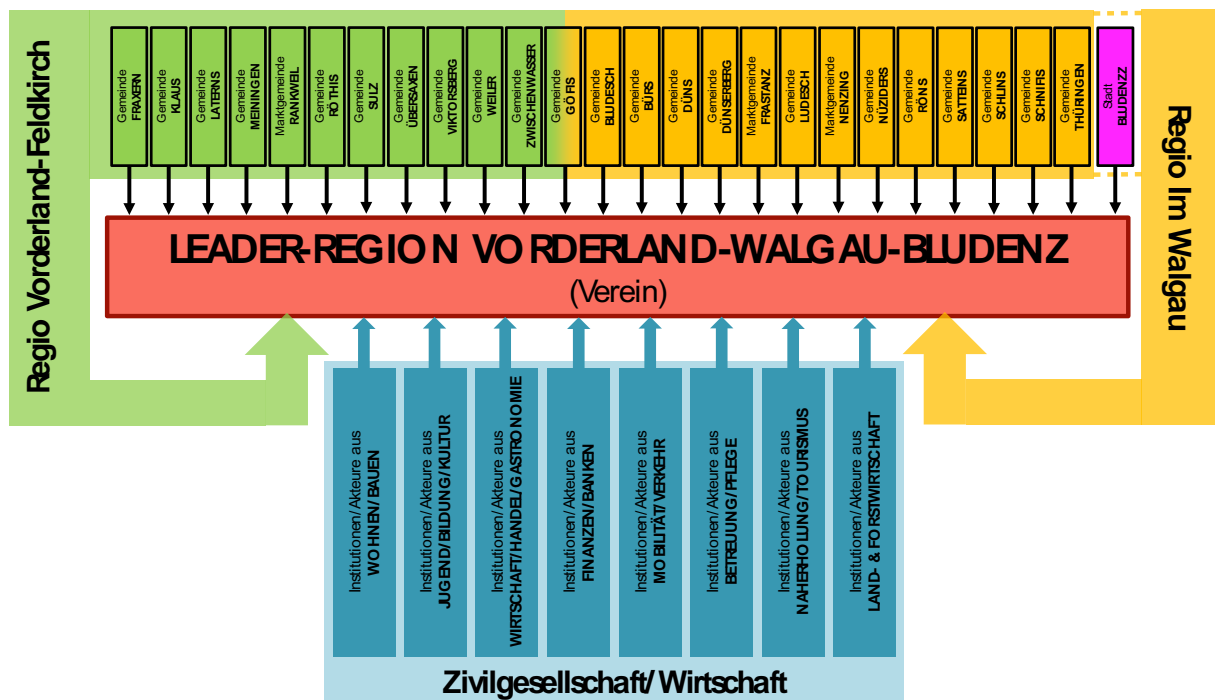 Regio Vorderland-Feldkirch
Gemeinde
FRAXERN
Gemeinde
KLAUS
Gemeinde
LATERNS
Gemeinde
MEININGEN
Marktgemeinde
RANKWEIL
Gemeinde
RÖTHIS
Gemeinde
SULZ
Gemeinde
ÜBERSAXEN
Gemeinde
VIKTORSBERG
Gemeinde
WEILER
Gemeinde
ZWISCHENWASSER
Gemeinde
GÖFIS
Gemeinde
BLUDESCH
Gemeinde
BÜRS
Gemeinde
DÜNS
Gemeinde
DÜNSERBERG
Marktgemeinde
FRASTANZ
Gemeinde
LUDESCH
Marktgemeinde
NENZING
Gemeinde
NÜZIDERS
Gemeinde
RÖNS
Gemeinde
SATTENS
Gemeinde
SCHLINS
Gemeinde
SCHNIFIS
Gemeinde
THÜRINGEN
Stadt
BLUDENZZ
Regio Im Walgau
LEADER-REGION VORDERLAND-WALGAU-BLUDENZ
(Verein)
Institutionen/Akteure aus
WOHNEN/BAUEN
Institutionen/Akteure aus
JUGEND/BILDUNG/KULTUR
Institutionen/Akteure aus
WIRTSCHAFT/HANDEL/GASTRONOMIE
Institutionen/Akteure aus
FINANZEN/BANKEN
Institutionen/Akteure aus
MOBILITÄT/VERKEHR
Institutionen/Akteure aus
BETREUUNG/PFLEGE
Institutionen/Akteure aus
NAHERHOLUNG/TOURISMUS
Institutionen/Akteure aus
LAND- & FORSTWIRTSCHAFT
Zivilgesellschaft/Wirtschaft